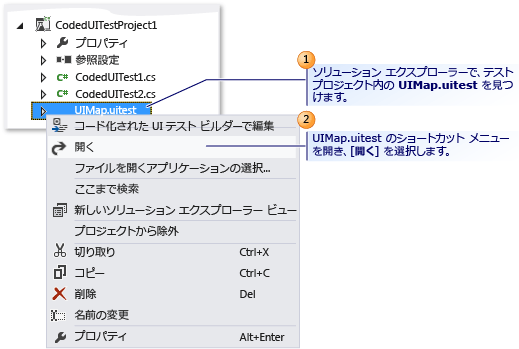 CodedUITestProject1
プロパティ
参照設定
C# CodedUITest1.cs
C# CodedUITest2.cs
UIMap.uitest
コード化された UI テスト ビルダーで編集
開く
ファイルを開くアプリケーションの選択...
ここまで検索
新しいソリューション エクスプローラー ビュー
プロジェクトから除外
切り取り Ctrl+X
コピー Ctrl+C
削除 Del
名前の変更
プロパティ Alt+Enter
1
ソリューション エクスプローラーで、テスト
プロジェクト内の UIMap.uitest を見つ
けます。
2
UIMap.uitest のショートカット メニュー
を開き、[開く] を選択します。